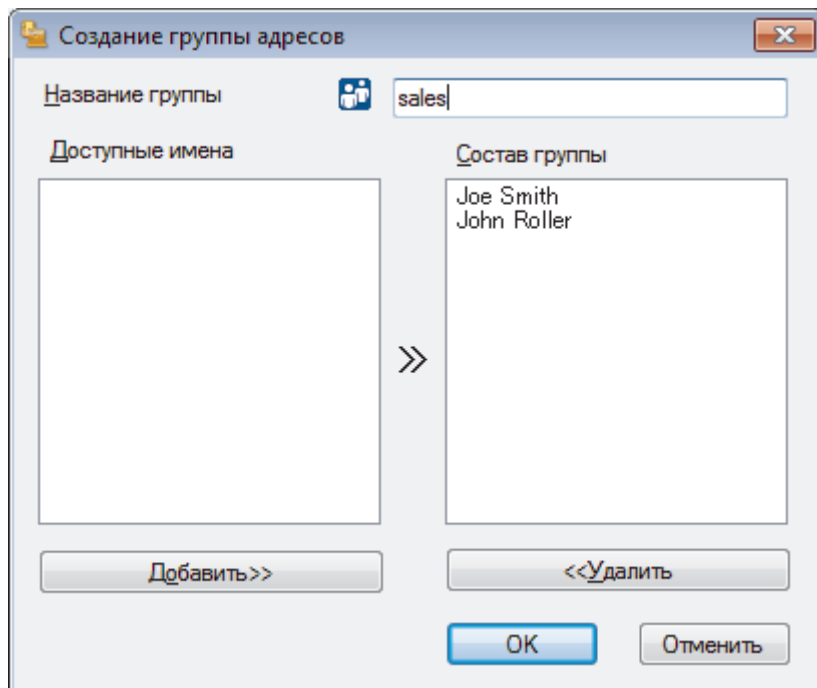 Создание группы адресов
Название группы
sales
Доступные имена
Состав группы
Joe Smith
John Roller
Добавить>>
<<Удалить
OK
Отменить